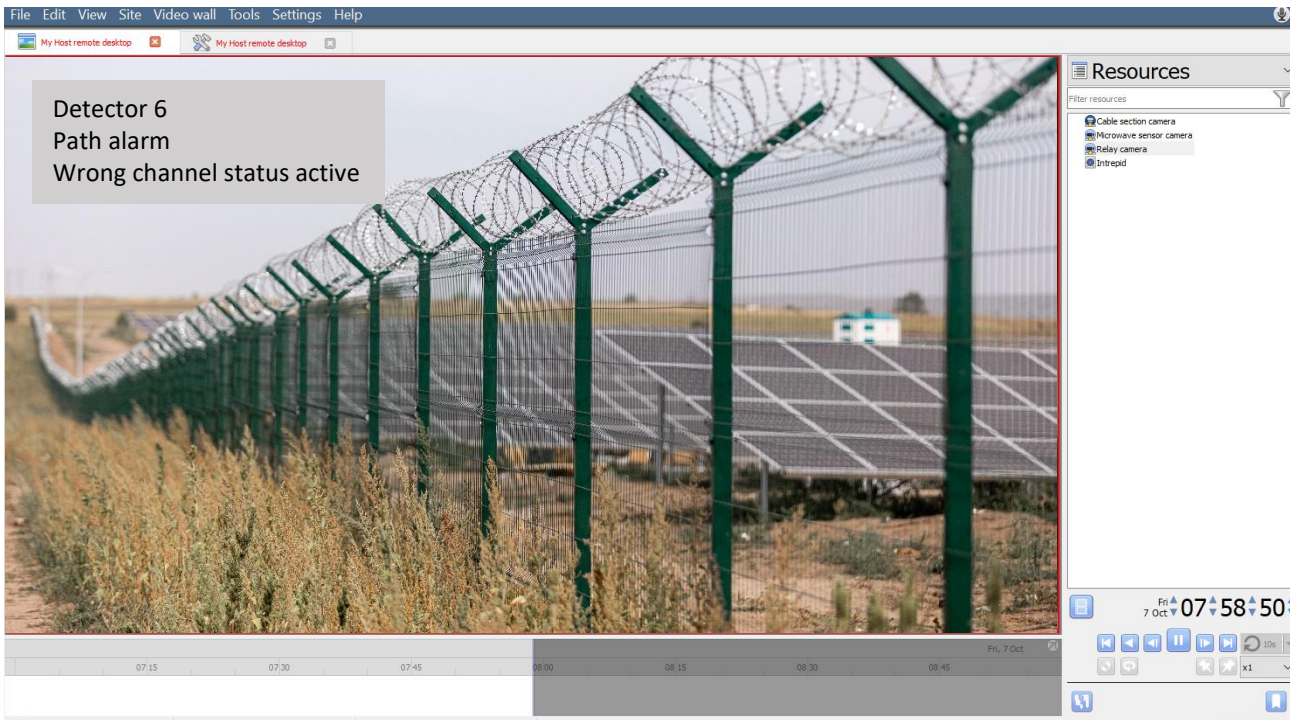 File Edit View Site Video wall Tools Settings Help
My Host remote desktop
My Host remote desktop
Detector 6
Path alarm
Wrong channel status active
Resources
Filter resources
Cable section camera
Microwave sensor camera
Relay camera
Intrepid
Fri
7 Oct
07 58 50
10s
x1
Fri, 7 Oct
07:15
07:30
07:45
08:00
08:15
08:30
08:45